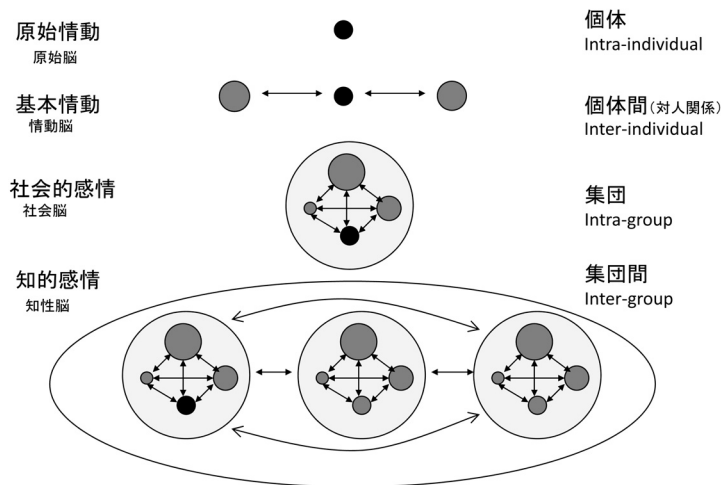 原始情動
原始脳
個体
Intra-individual
基本情動
情動脳
個体間(対人関係)
Inter-individual
社会的感情
社会脳
集団
Intra-group
知的感情
知性脳
集団間
Inter-group